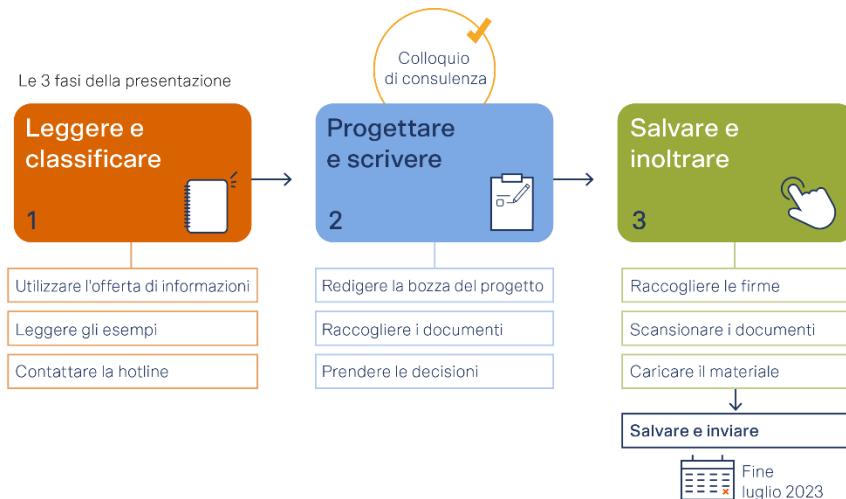 Le 3 fasi della presentazione
Colloquio
di consulenza
Leggere e
classificare
1
Utilizzare l'offerta di informazioni
Leggere gli esempi
Contattare la hotline
Progettare
e scrivere
2
Redigere la bozza del progetto
Raccogliere i documenti
Prendere le decisioni
Salvare e
inoltrare
3
Raccogliere le firme
Scansionare i documenti
Caricare il materiale
Salvare e inviare
Fine
luglio 2023